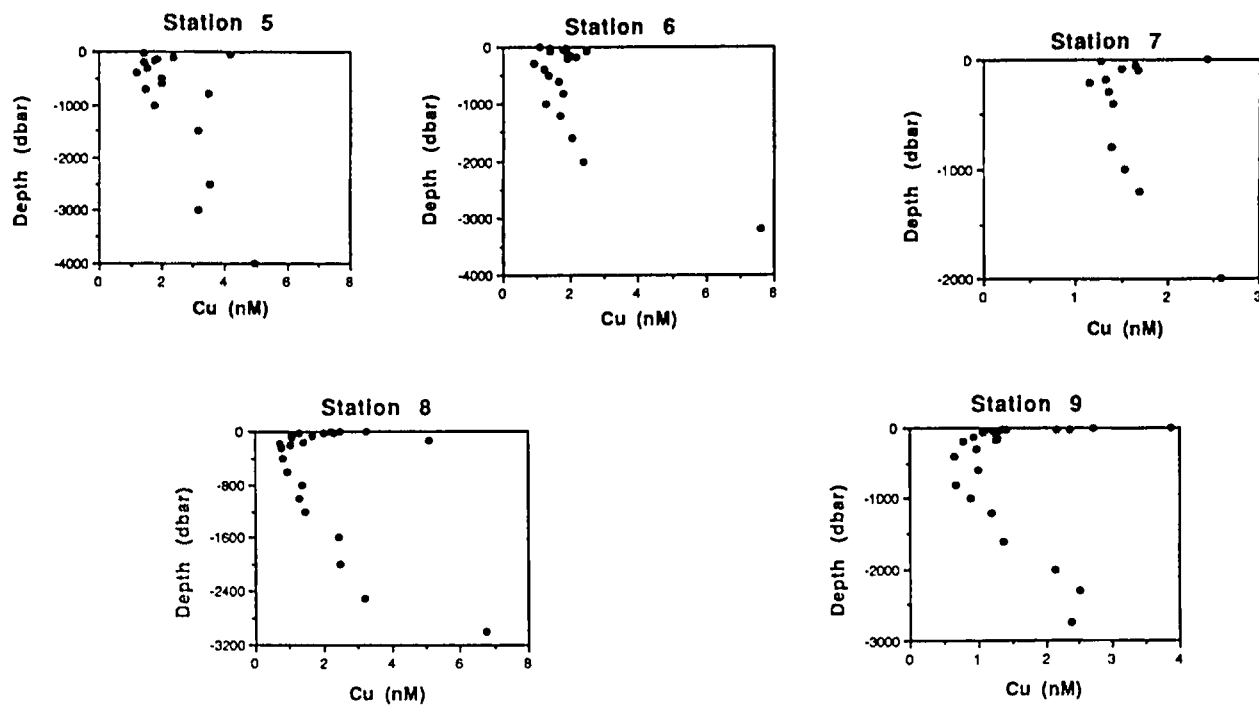 Station 5
0
-1000
-2000
-3000
-4000
Depth (dbar)
0 2 4 6 8
Cu (nM)
Station 6
0
-1000
-2000
-3000
-4000
Depth (dbar)
0 2 4 6 8
Cu (nM)
Station 7
0
-1000
-2000
Depth (dbar)
0 1 2 3
Cu (nM)
Station 8
0
-800
-1600
-2400
-3200
Depth (dbar)
0 2 4 6 8
Cu (nM)
Station 9
0
-1000
-2000
-3000
Depth (dbar)
0 1 2 3 4
Cu (nM)